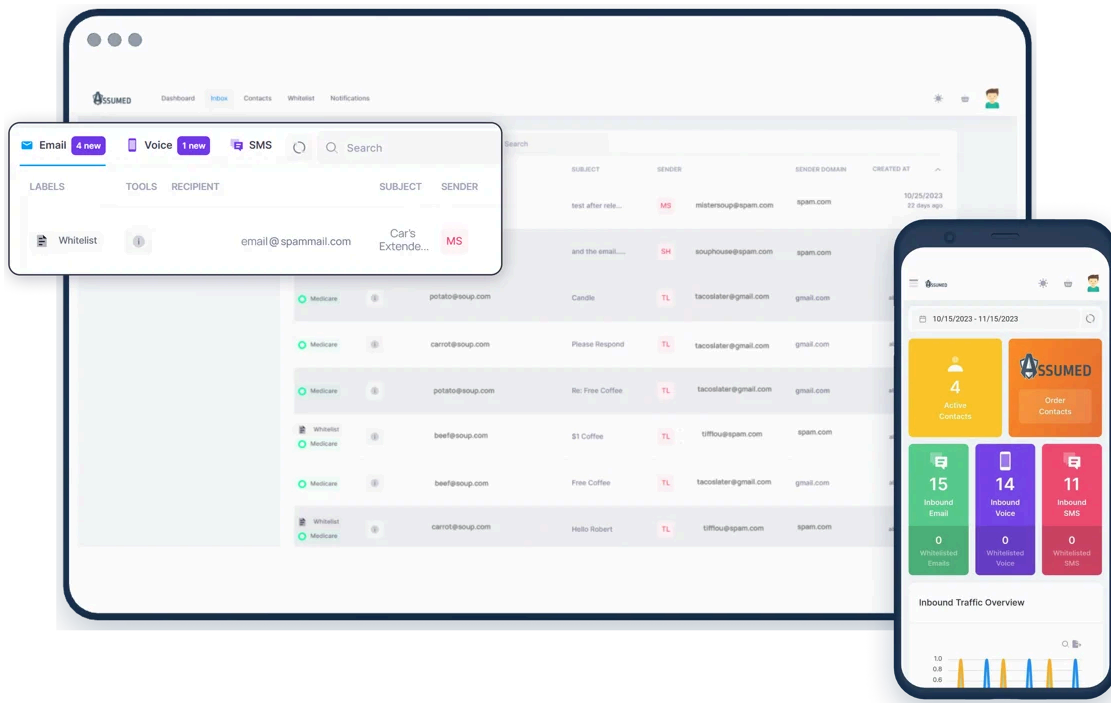 ASSUMED Dashboard Inbox Contacts Whitelist Notifications
Email 4 new Voice 1 new SMS Search
LABELS TOOLS RECIPIENT SUBJECT SENDER
Whitelist email@spammail.com Car's Extende... MS
Search
SUBJECT SENDER SENDER DOMAIN CREATED AT
test after rele... MS mistersoup@spam.com spam.com 10/25/2023
22 days ago
and the email..... SH souphouse@spam.com spam.com
Medicare potato@soup.com Candle TL tacoslater@gmail.com gmail.com
Medicare carrot@soup.com Please Respond TL tacoslater@gmail.com gmail.com
Medicare potato@soup.com Re: Free Coffee TL tacoslater@gmail.com gmail.com
Whitelist
Medicare beef@soup.com $1 Coffee TL tifflou@spam.com spam.com
Medicare beef@soup.com Free Coffee TL tacoslater@gmail.com gmail.com
Whitelist
Medicare carrot@soup.com Hello Robert TL tifflou@spam.com spam.com
ASSUMED
10/15/2023 - 11/15/2023
4
Active
Contacts
ASSUMED
Order
Contacts
15 14 11
Inbound Inbound Inbound
Email Voice SMS
0 0 0
Whitelisted Whitelisted Whitelisted
Emails Voice SMS
Inbound Traffic Overview
1.0
0.8
0.6